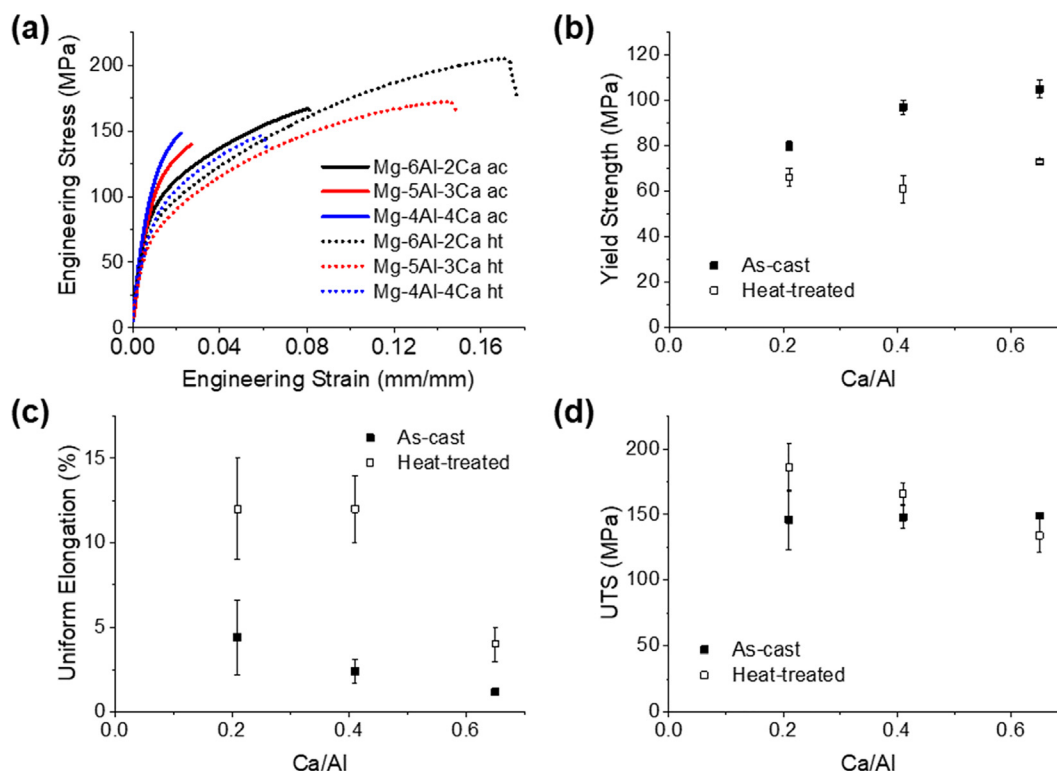 (a)
Engineering Stress (MPa)
200
150
100
50
0
0.00 0.04 0.08 0.12 0.16
Engineering Strain (mm/mm)
Mg-6Al-2Ca ac
Mg-5Al-3Ca ac
Mg-4Al-4Ca ac
Mg-6Al-2Ca ht
Mg-5Al-3Ca ht
Mg-4Al-4Ca ht
(b)
Yield Strength (MPa)
120
100
80
60
40
20
0
0.0 0.2 0.4 0.6
Ca/Al
As-cast
Heat-treated
(c)
Uniform Elongation (%)
15
10
5
0
0.0 0.2 0.4 0.6
Ca/Al
As-cast
Heat-treated
(d)
UTS (MPa)
200
150
100
50
0
0.0 0.2 0.4 0.6
Ca/Al
As-cast
Heat-treated